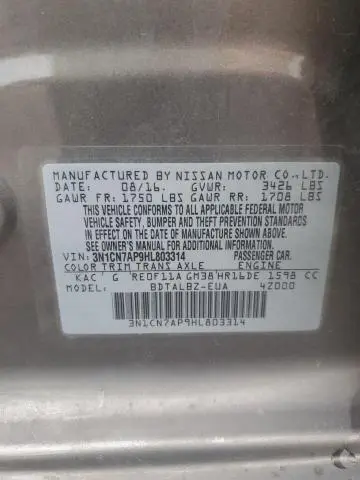 MANUFACTURED BY NISSAN MOTOR CO.,LTD.
DATE: 08/16. GVWR: 3426 LBS
GAWR FR: 1750 LBS GAWR RR: 1708 LBS
THIS VEHICLE CONFORMS TO ALL APPLICABLE FEDERAL MOTOR
VEHICLE SAFETY, BUMPER AND THEFT PREVENTION STANDARDS
IN EFFECT ON THE DATE OF MANUFACTURE SHOWN ABOVE.
SEE OWNER'S MANUAL FOR ADDITIONAL INFORMATION.
VIN: 3N1CN7AP9HL803314 PASSENGER CAR.
COLOR TRIM TRANS AXLE ENGINE
KAC G RE0F11A GM38 HR16DE 1598 CC
MODEL: BDTALBZ-EUA 4Z000
3N1CN7AP9HL803314